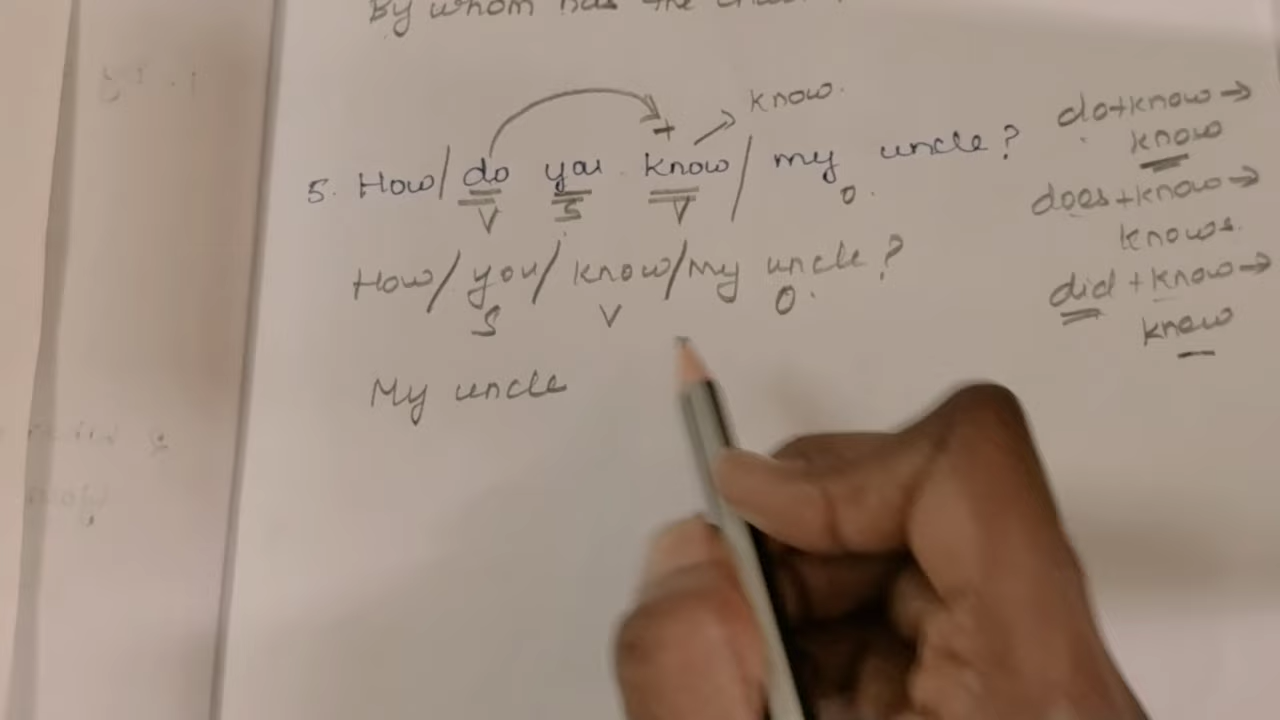 By whom has the
know.
5. How/ do you know/ my uncle?
V S V O.
How/ you/ know/my uncle?
S V O.
My uncle
do+know→
know
does+know→
knows.
did+know→
knew